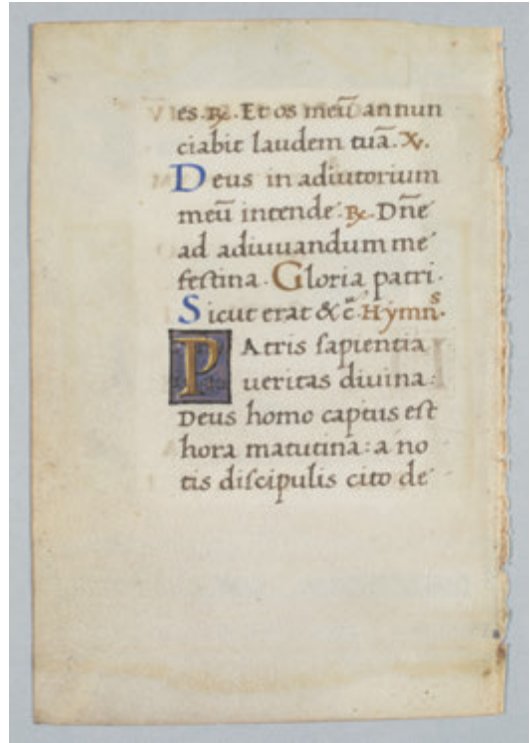 es. ℞. Et os meū annun
ciabit laudem tuā. ℣.
Deus in adiutorium
meū intende. ℞. Dn̄e
ad adiuuandum me
feſtina. Gloria patri.
Sicut erat & c̄. Hymnˢ.
PAtris ſapientia
ueritas diuina:
Deus homo captus eſt
hora matutina: a no
tis diſcipulis cito de